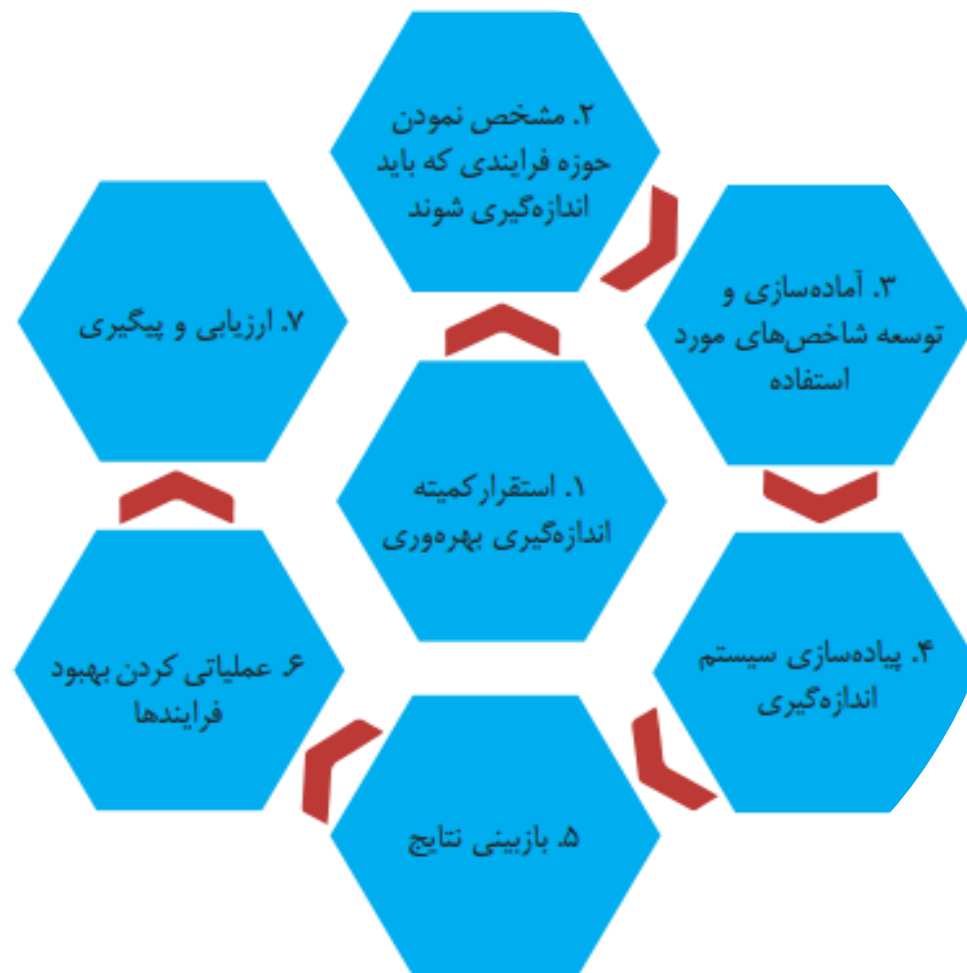 ۱. استقرار کمیته
اندازه‌گیری بهره‌وری
۲. مشخص نمودن
حوزه فرایندی که باید
اندازه‌گیری شوند
۳. آماده‌سازی و
توسعه شاخص‌های مورد
استفاده
۴. پیاده‌سازی سیستم
اندازه‌گیری
۵. بازبینی نتایج
۶. عملیاتی کردن بهبود
فرایندها
۷. ارزیابی و پیگیری